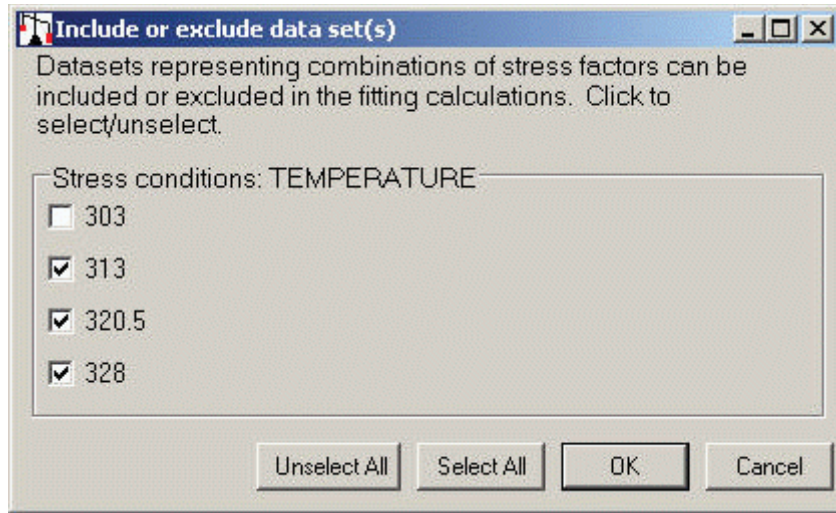 Include or exclude data set(s)
Datasets representing combinations of stress factors can be
included or excluded in the fitting calculations.  Click to
select/unselect.
Stress conditions: TEMPERATURE
303
313
320.5
328
Unselect All
Select All
OK
Cancel